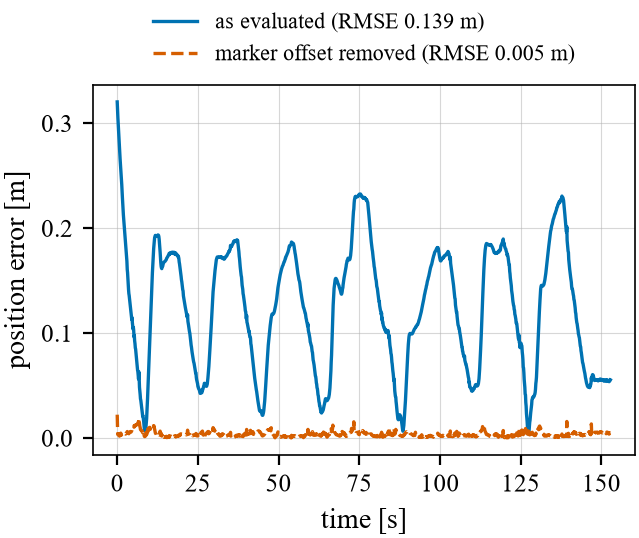 as evaluated (RMSE 0.139 m)
marker offset removed (RMSE 0.005 m)
position error [m]
0.3
0.2
0.1
0.0
0 25 50 75 100 125 150
time [s]